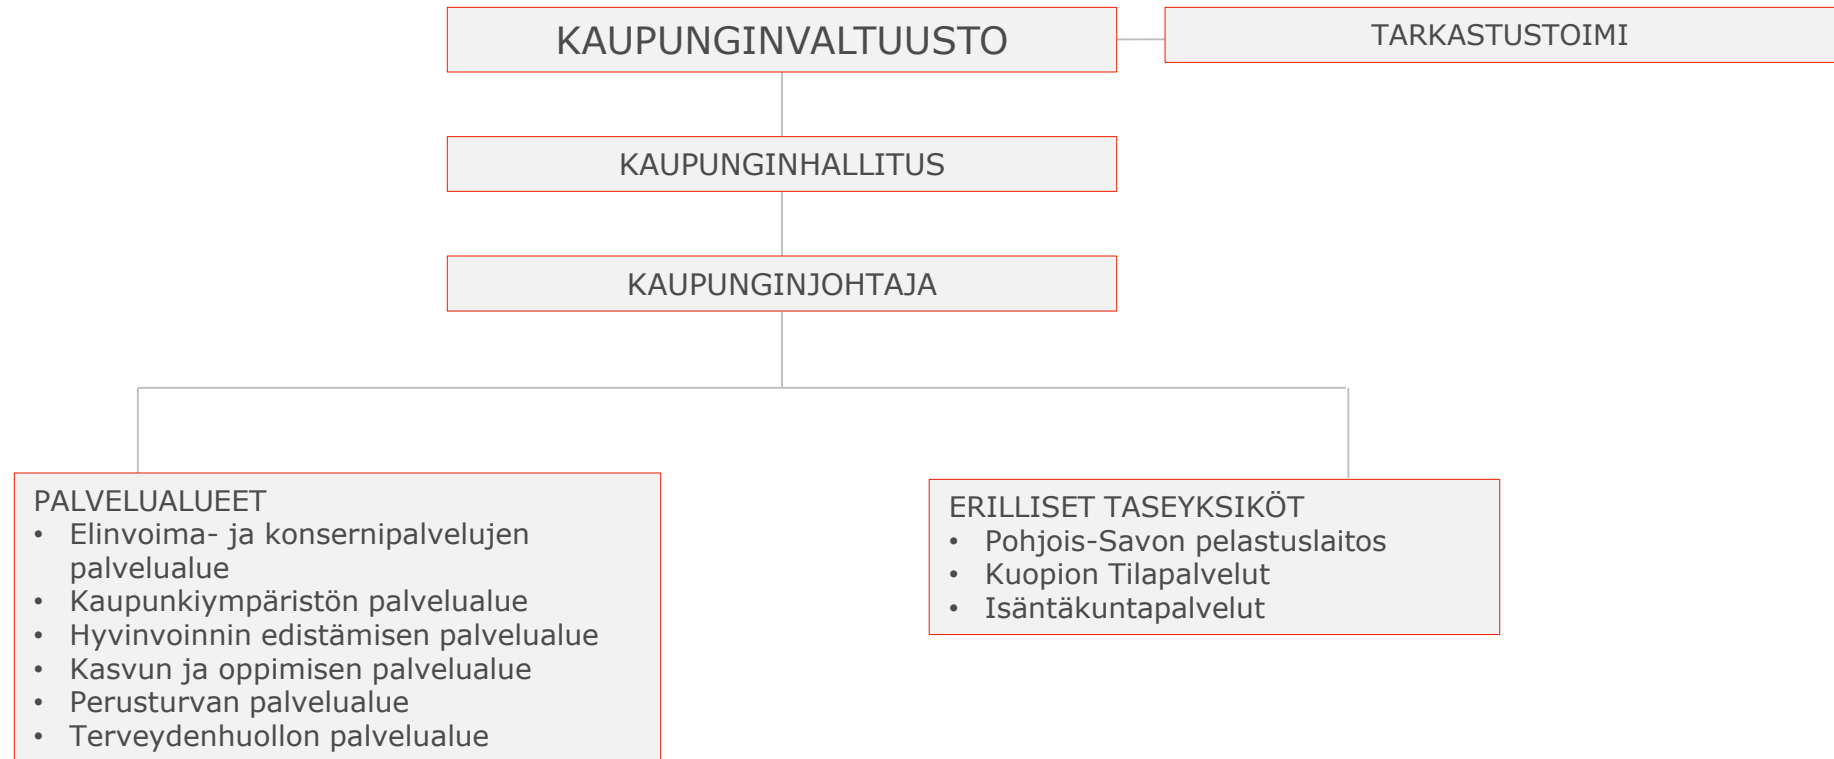 KAUPUNGINVALTUUSTO
TARKASTUSTOIMI
KAUPUNGINHALLITUS
KAUPUNGINJOHTAJA
PALVELUALUEET
• Elinvoima- ja konsernipalvelujen
palvelualue
• Kaupunkiympäristön palvelualue
• Hyvinvoinnin edistämisen palvelualue
• Kasvun ja oppimisen palvelualue
• Perusturvan palvelualue
• Terveydenhuollon palvelualue
ERILLISET TASEYKSIKÖT
• Pohjois-Savon pelastuslaitos
• Kuopion Tilapalvelut
• Isäntäkuntapalvelut